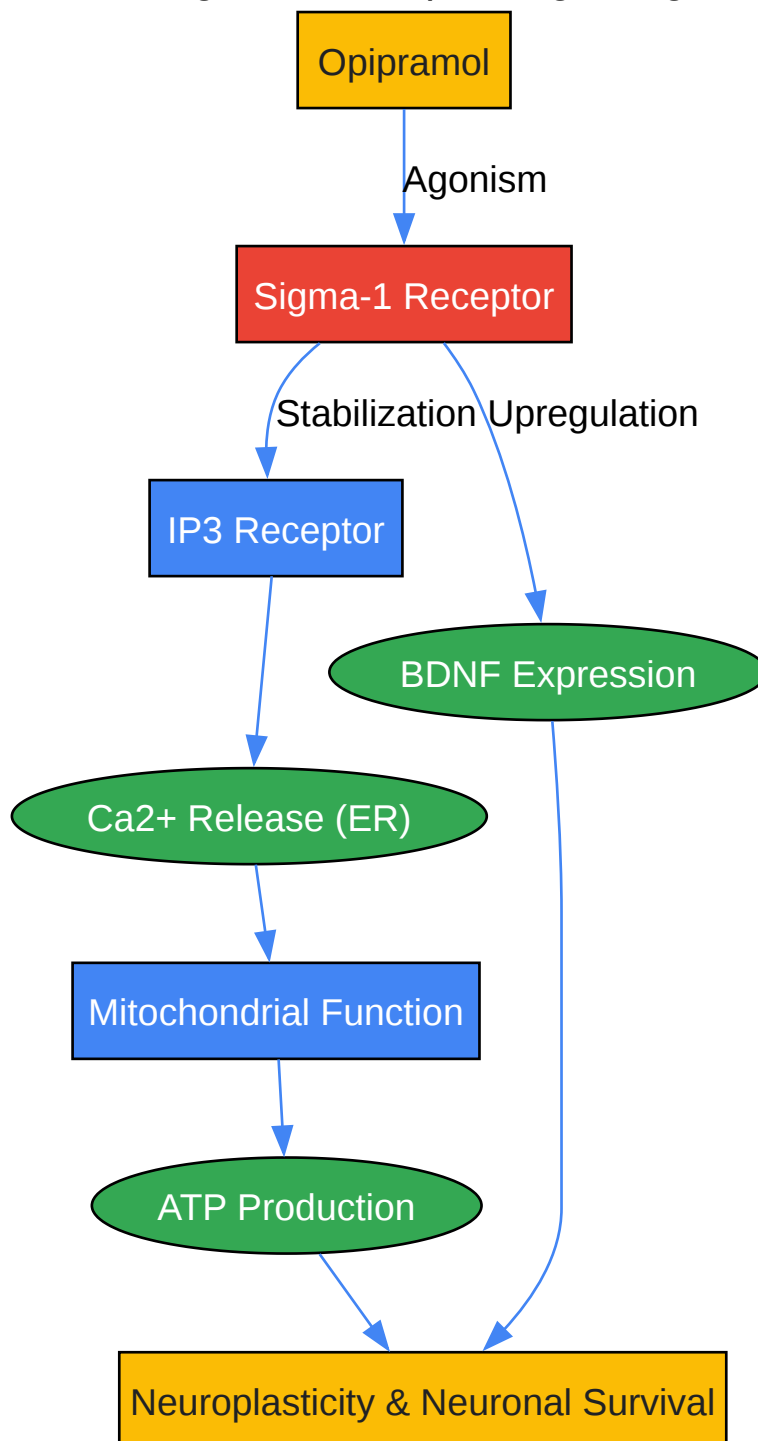 Opipramol
Agonism
Sigma-1 Receptor
Stabilization
Upregulation
IP3 Receptor
BDNF Expression
Ca2+ Release (ER)
Mitochondrial Function
ATP Production
Neuroplasticity & Neuronal Survival